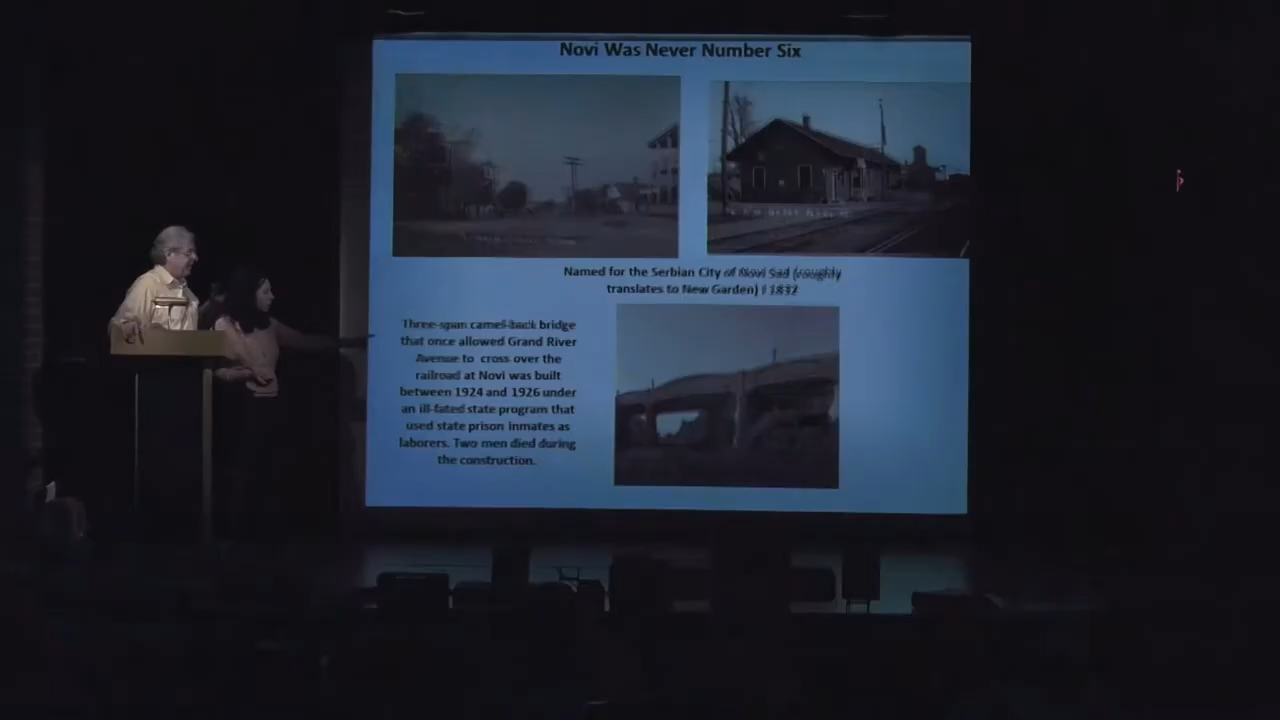 Novi Was Never Number Six
Named for the Serbian City of Novi Sad (roughly
translates to New Garden) / 1832
Three-span camel-back bridge
that once allowed Grand River
Avenue to cross over the
railroad at Novi was built
between 1924 and 1926 under
an ill-fated state program that
used state prison inmates as
laborers. Two men died during
the construction.